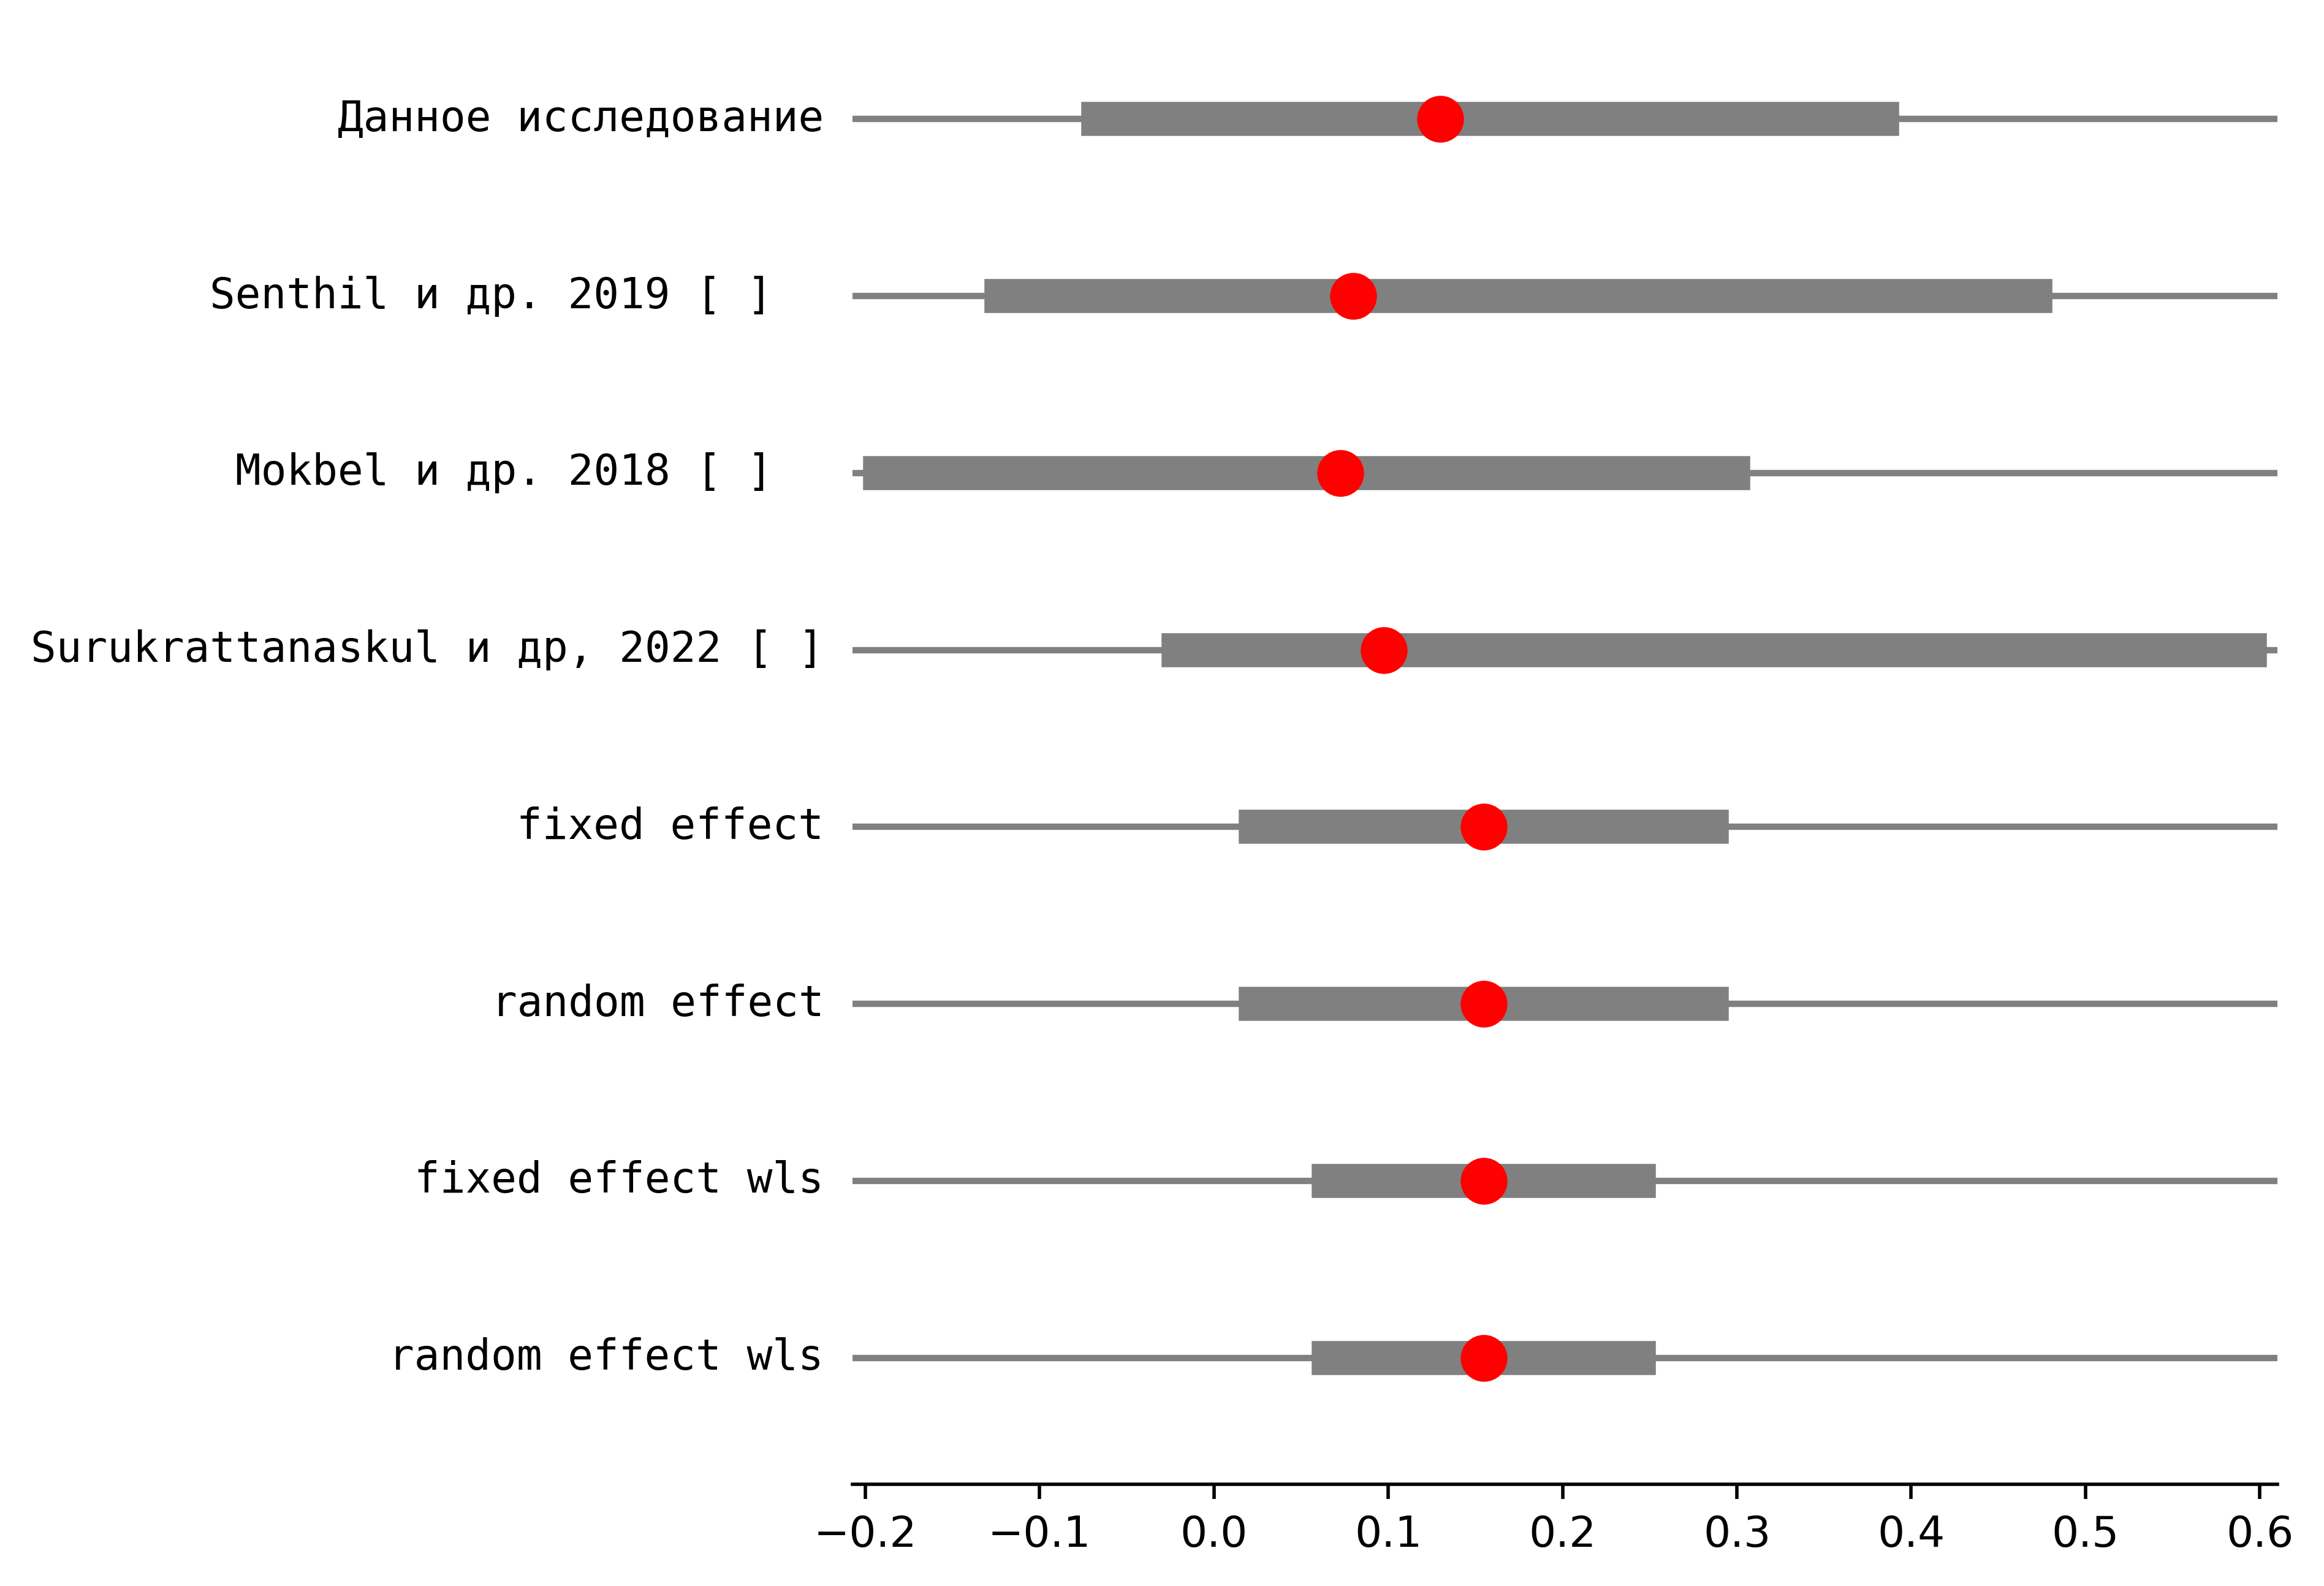 Данное исследование
Senthil и др. 2019 [ ]
Mokbel и др. 2018 [ ]
Surukrattanaskul и др, 2022 [ ]
fixed effect
random effect
fixed effect wls
random effect wls
−0.2 −0.1 0.0 0.1 0.2 0.3 0.4 0.5 0.6